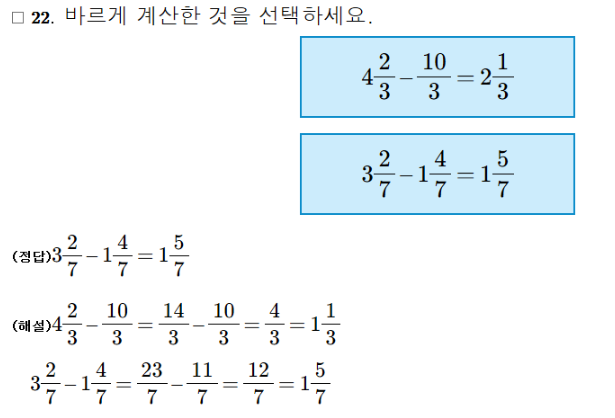 □ 22. 바르게 계산한 것을 선택하세요.
4 2/3 − 10/3 = 2 1/3
3 2/7 − 1 4/7 = 1 5/7
(정답)3 2/7 − 1 4/7 = 1 5/7
(해설)4 2/3 − 10/3 = 14/3 − 10/3 = 4/3 = 1 1/3
3 2/7 − 1 4/7 = 23/7 − 11/7 = 12/7 = 1 5/7